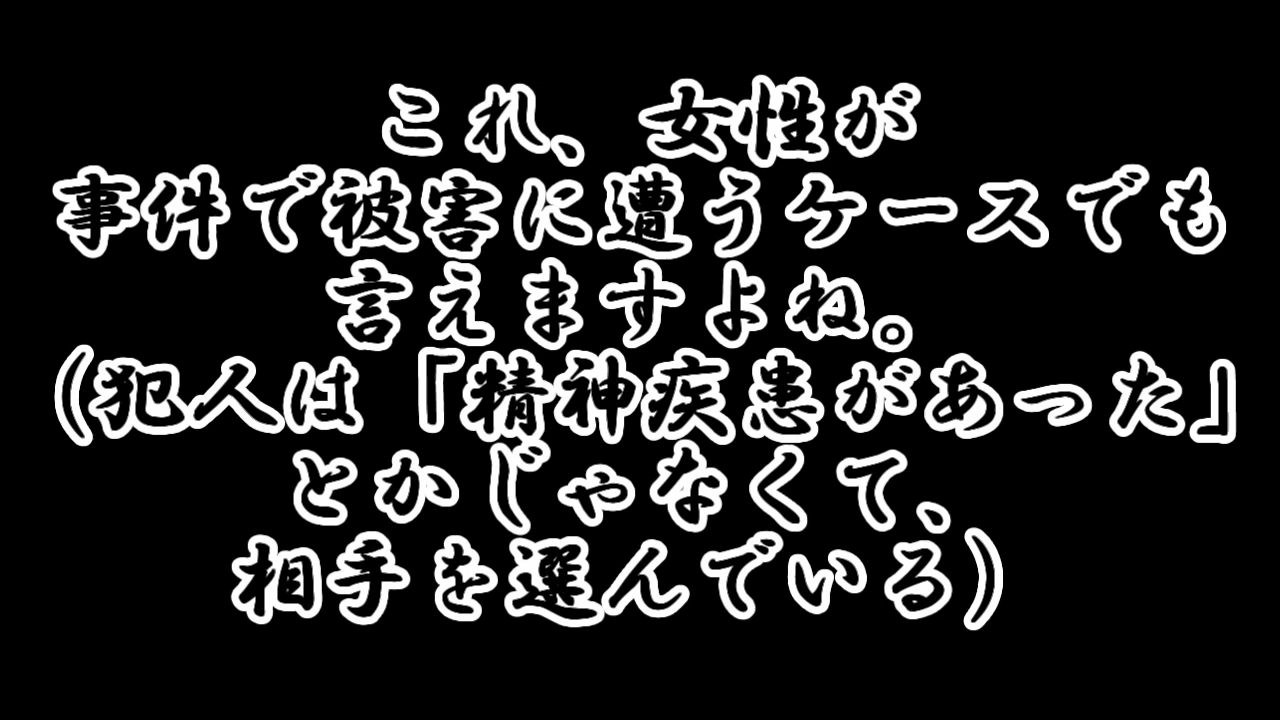 これ、女性が
事件で被害に遭うケースでも
言えますよね。
(犯人は「精神疾患があった」
とかじゃなくて、
相手を選んでいる)